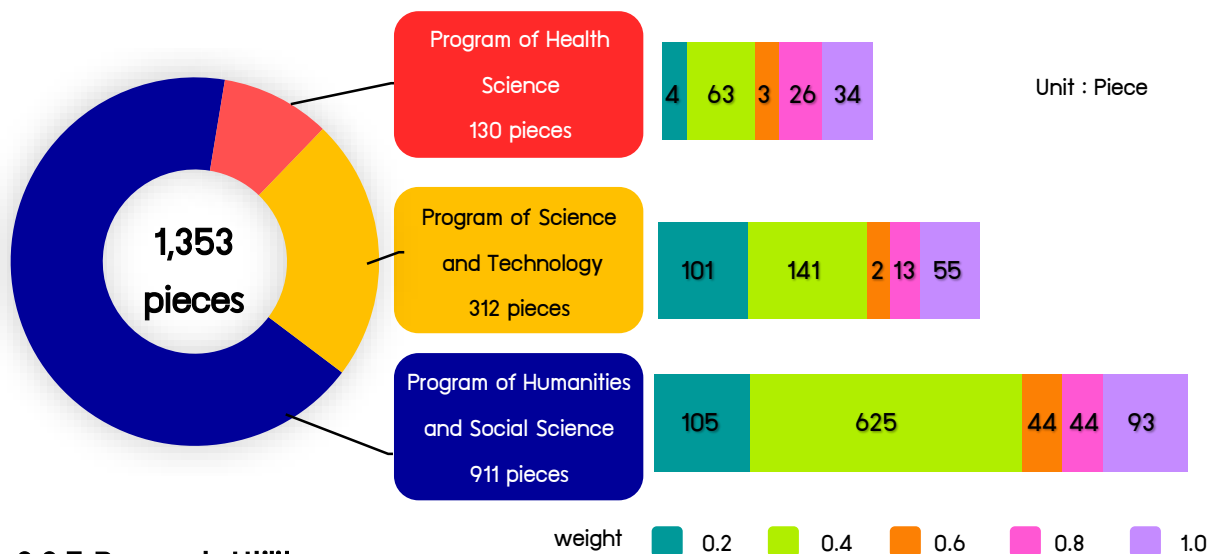 Program of Health
Science
130 pieces
4 63 3 26 34
Unit : Piece
1,353
pieces
Program of Science
and Technology
312 pieces
101 141 2 13 55
Program of Humanities
and Social Science
911 pieces
105 625 44 44 93
weight 0.2 0.4 0.6 0.8 1.0